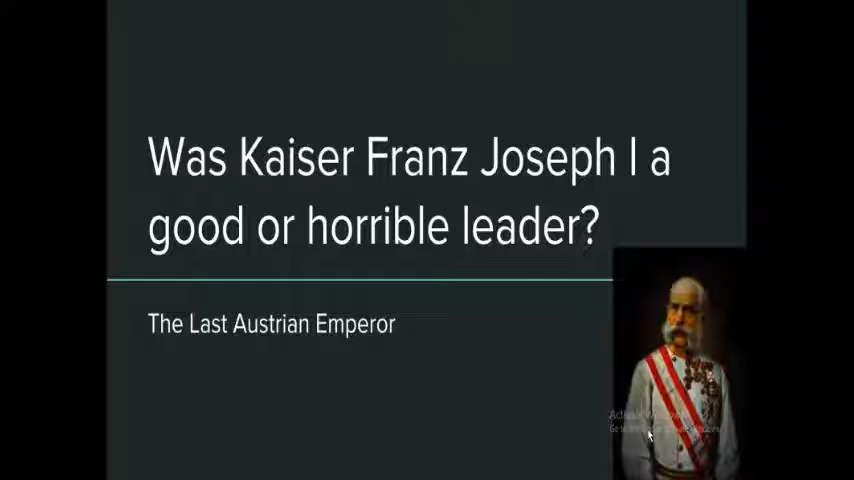 Was Kaiser Franz Joseph I a
good or horrible leader?
The Last Austrian Emperor